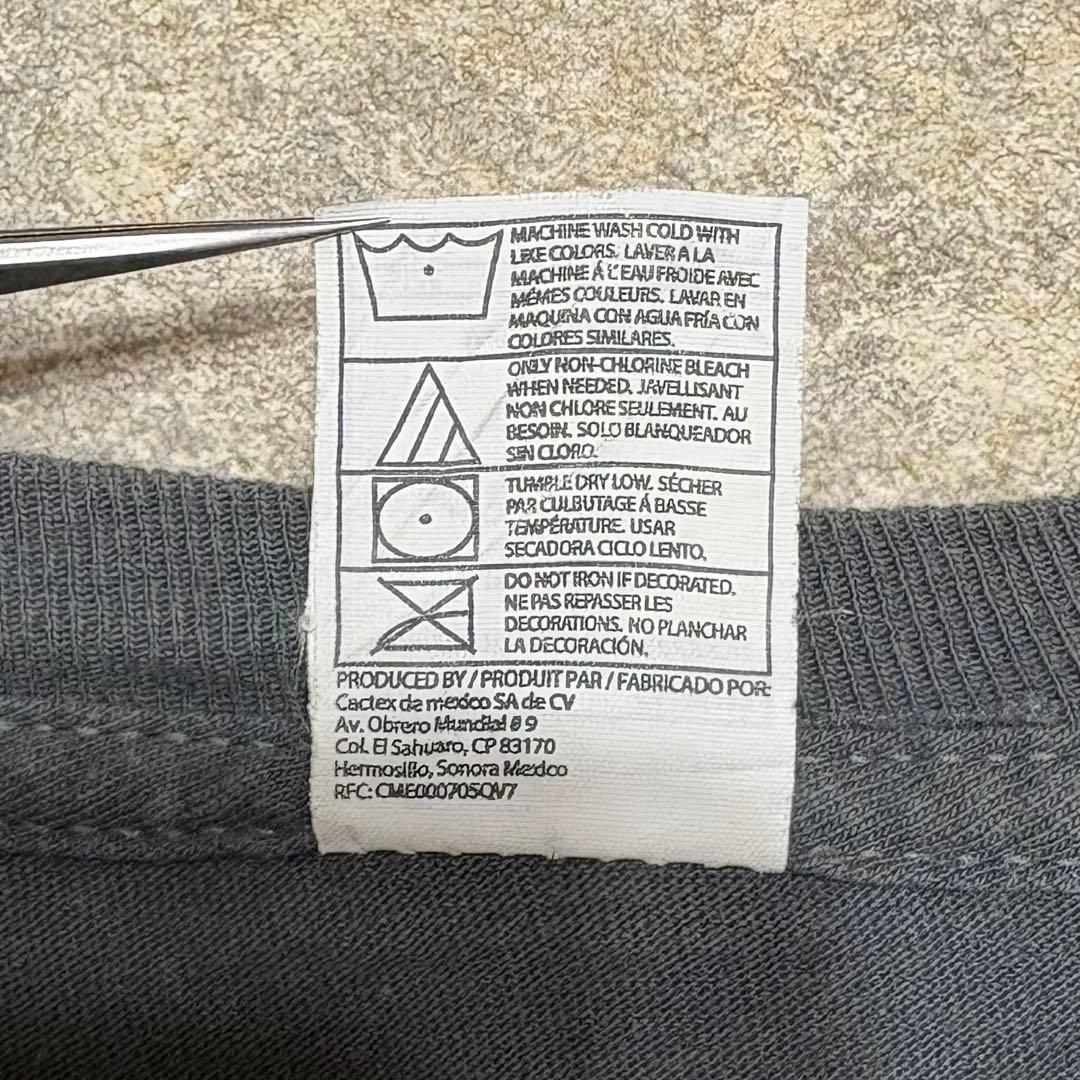 MACHINE WASH COLD WITH
LIKE COLORS. LAVER A LA
MACHINE Á L'EAU FROIDE AVEC
MÊMES COULEURS. LAVAR EN
MAQUINA CON AGUA FRÍA CON
COLORES SIMILARES.
ONLY NON-CHLORINE BLEACH
WHEN NEEDED. JAVELLISANT
NON CHLORE SEULEMENT. AU
BESOIN. SOLO BLANQUEADOR
SIN CLORO.
TUMBLE DRY LOW. SÉCHER
PAR CULBUTAGE Á BASSE
TEMPÉRATURE. USAR
SECADORA CICLO LENTO.
DO NOT IRON IF DECORATED.
NE PAS REPASSER LES
DECORATIONS. NO PLANCHAR
LA DECORACIÓN.
PRODUCED BY / PRODUIT PAR / FABRICADO POR:
Cactex de mexico SA de CV
Av. Obrero Mundial # 9
Col. El Sahuaro, CP 83170
Hermosillo, Sonora Mexico
RFC: CME000705QV7